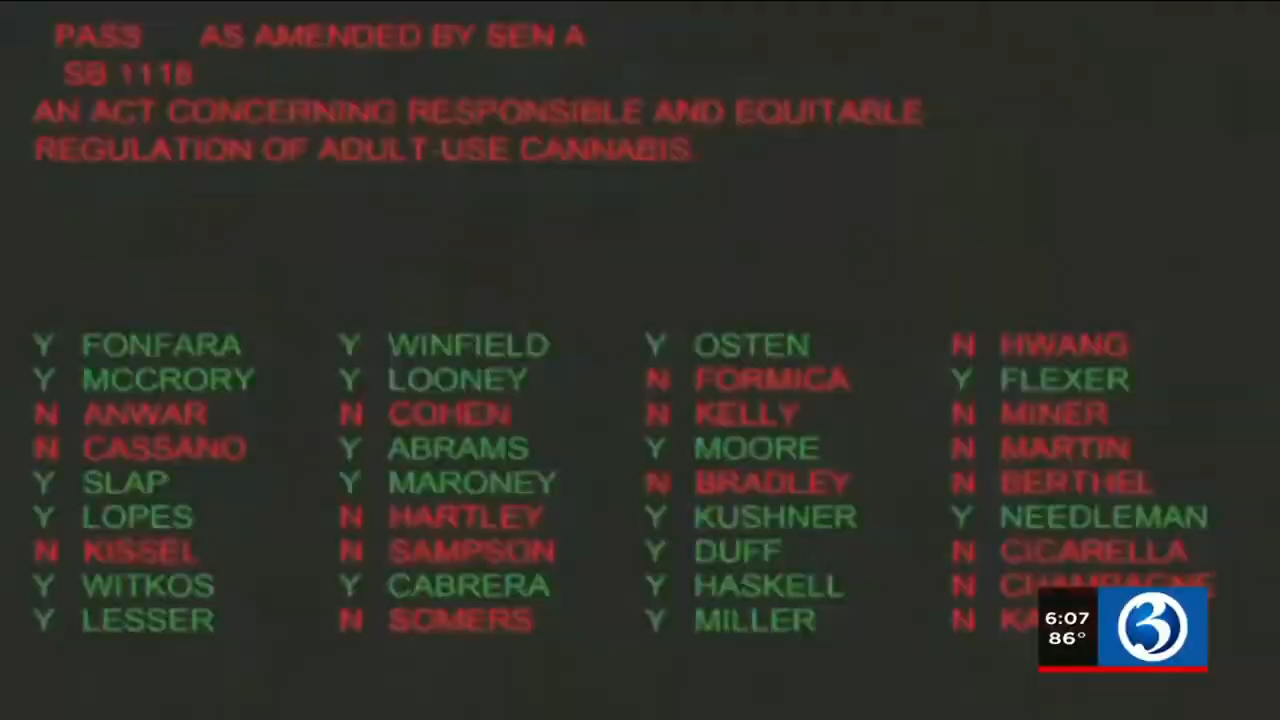 PASS AS AMENDED BY SEN A
SB 1118
AN ACT CONCERNING RESPONSIBLE AND EQUITABLE
REGULATION OF ADULT-USE CANNABIS
Y FONFARA Y WINFIELD Y OSTEN N HWANG
Y MCCRORY Y LOONEY N FORMICA Y FLEXER
N ANWAR N COHEN N KELLY N MINER
N CASSANO Y ABRAMS Y MOORE N MARTIN
Y SLAP Y MARONEY N BRADLEY N BERTHEL
Y LOPES N HARTLEY Y KUSHNER Y NEEDLEMAN
N KISSEL N SAMPSON Y DUFF N CICARELLA
Y WITKOS Y CABRERA Y HASKELL N CHAMPAGNE
Y LESSER N SOMERS Y MILLER N
6:07
86°
3